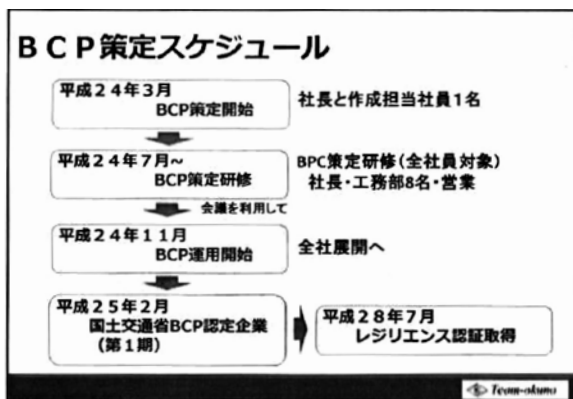 BCP策定スケジュール
平成24年3月
BCP策定開始
社長と作成担当社員1名
平成24年7月~
BCP策定研修
BPC策定研修(全社員対象)
社長・工務部8名・営業
会議を利用して
平成24年11月
BCP運用開始
全社展開へ
平成25年2月
国土交通省BCP認定企業
(第1期)
平成28年7月
レジリエンス認証取得
Team-okuno